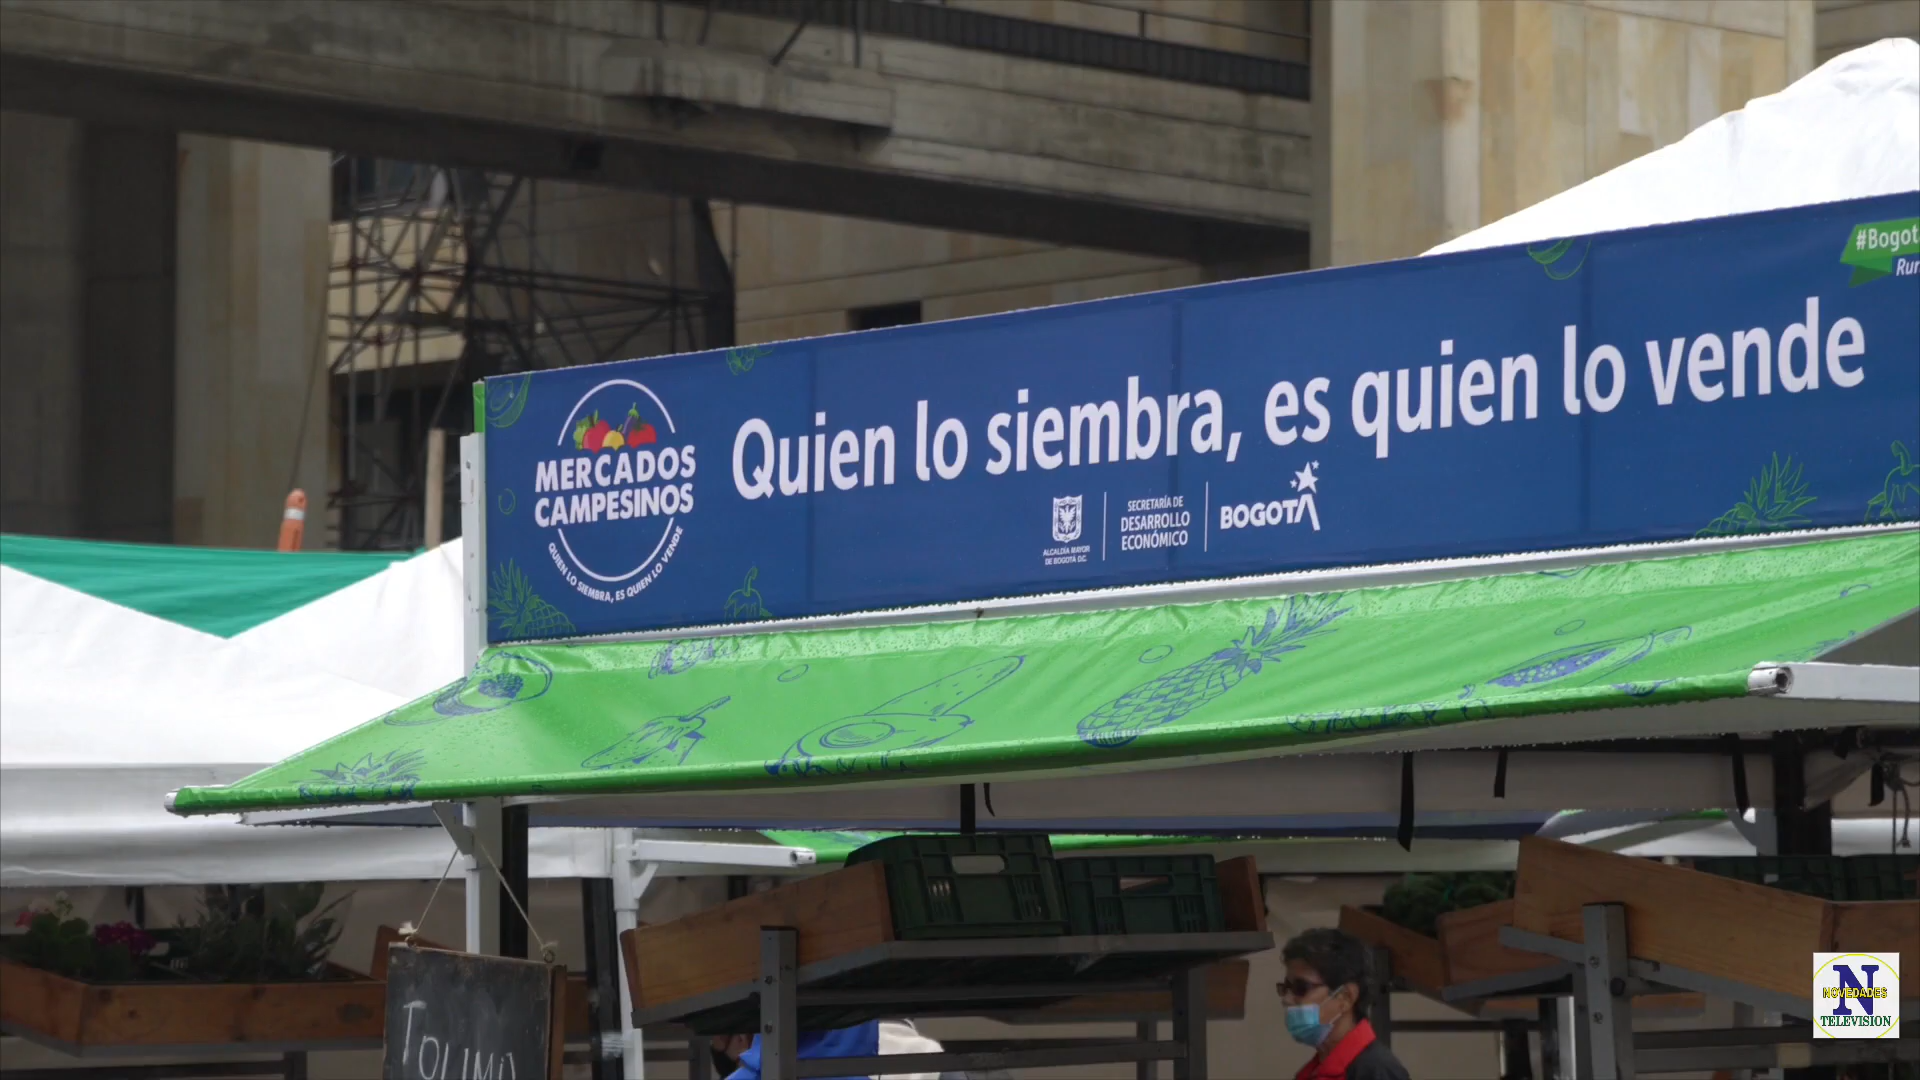 #Bogot
Rur
MERCADOS
CAMPESINOS
QUIEN LO SIEMBRA, ES QUIEN LO VENDE
Quien lo siembra, es quien lo vende
ALCALDÍA MAYOR
DE BOGOTÁ D.C.
SECRETARÍA DE
DESARROLLO
ECONÓMICO
BOGOTÁ
TOLIMA
N
NOVEDADES
TELEVISION